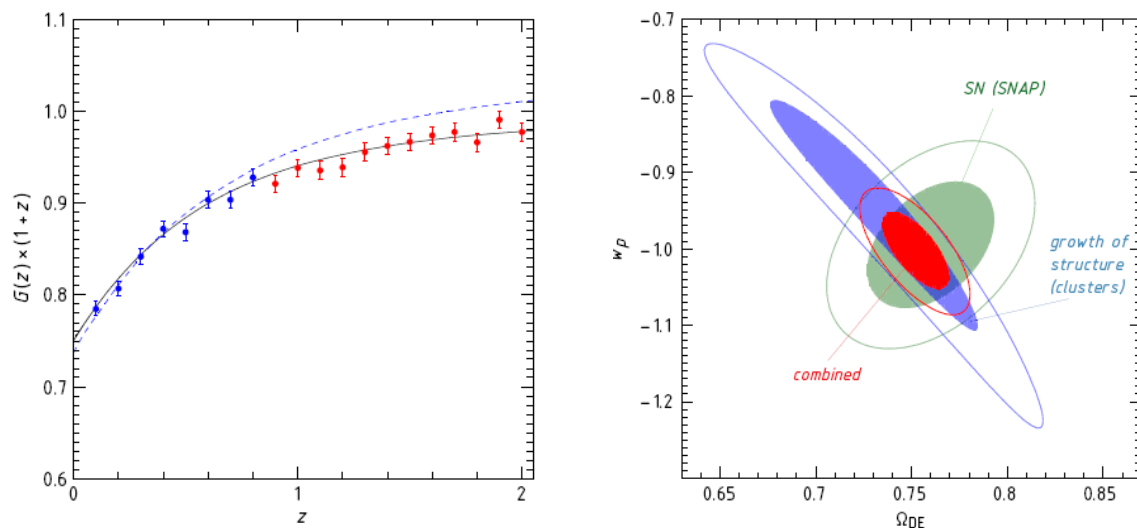 1.1
1.0
0.9
0.8
0.7
0.6
G(z) × (1 + z)
0
1
2
z
-0.7
-0.8
-0.9
-1.0
-1.1
-1.2
w_p
SN (SNAP)
growth of
structure
(clusters)
combined
0.65
0.7
0.75
0.8
0.85
Ω_DE